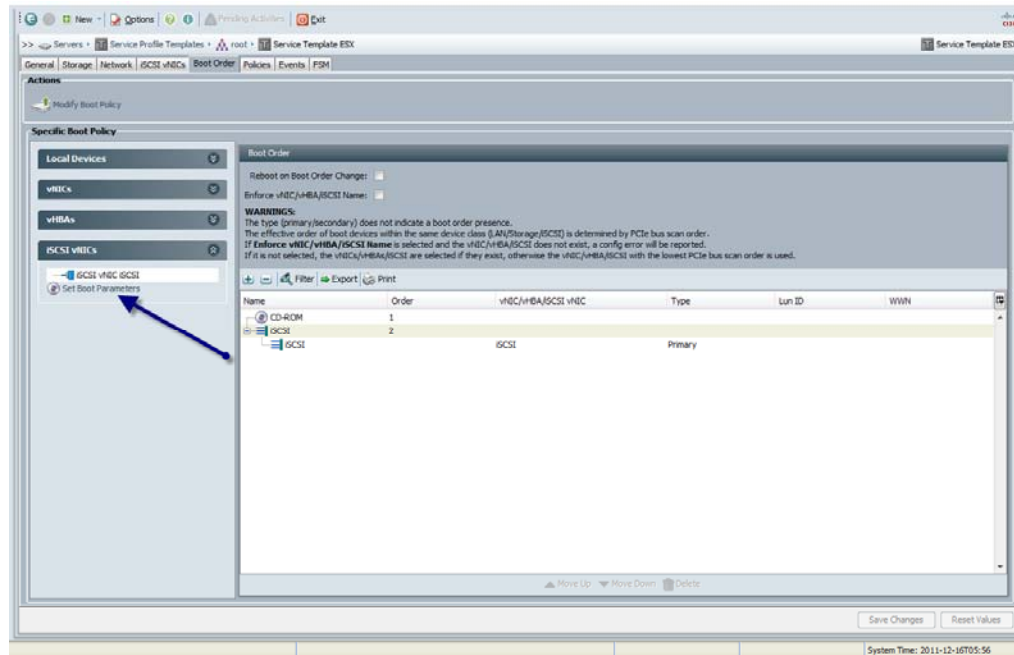 New Options Pending Activities Exit
>> Servers Service Profile Templates root Service Template ESX Service Template ESX
General Storage Network iSCSI vNICs Boot Order Policies Events FSM
Actions
Modify Boot Policy
Specific Boot Policy
Local Devices
vNICs
vHBAs
iSCSI vNICs
iSCSI vNIC iSCSI
Set Boot Parameters
Boot Order
Reboot on Boot Order Change:
Enforce vNIC/vHBA/iSCSI Name:
WARNINGS:
The type (primary/secondary) does not indicate a boot order presence.
The effective order of boot devices within the same device class (LAN/Storage/iSCSI) is determined by PCIe bus scan order.
If Enforce vNIC/vHBA/iSCSI Name is selected and the vNIC/vHBA/iSCSI does not exist, a config error will be reported.
If it is not selected, the vNICs/vHBAs/iSCSI are selected if they exist, otherwise the vNIC/vHBA/iSCSI with the lowest PCIe bus scan order is used.
Filter Export Print
Name Order vNIC/vHBA/iSCSI vNIC Type Lun ID WWN
CD-ROM 1
iSCSI 2
iSCSI iSCSI Primary
Move Up Move Down Delete
Save Changes Reset Values
System Time: 2011-12-16T05:56